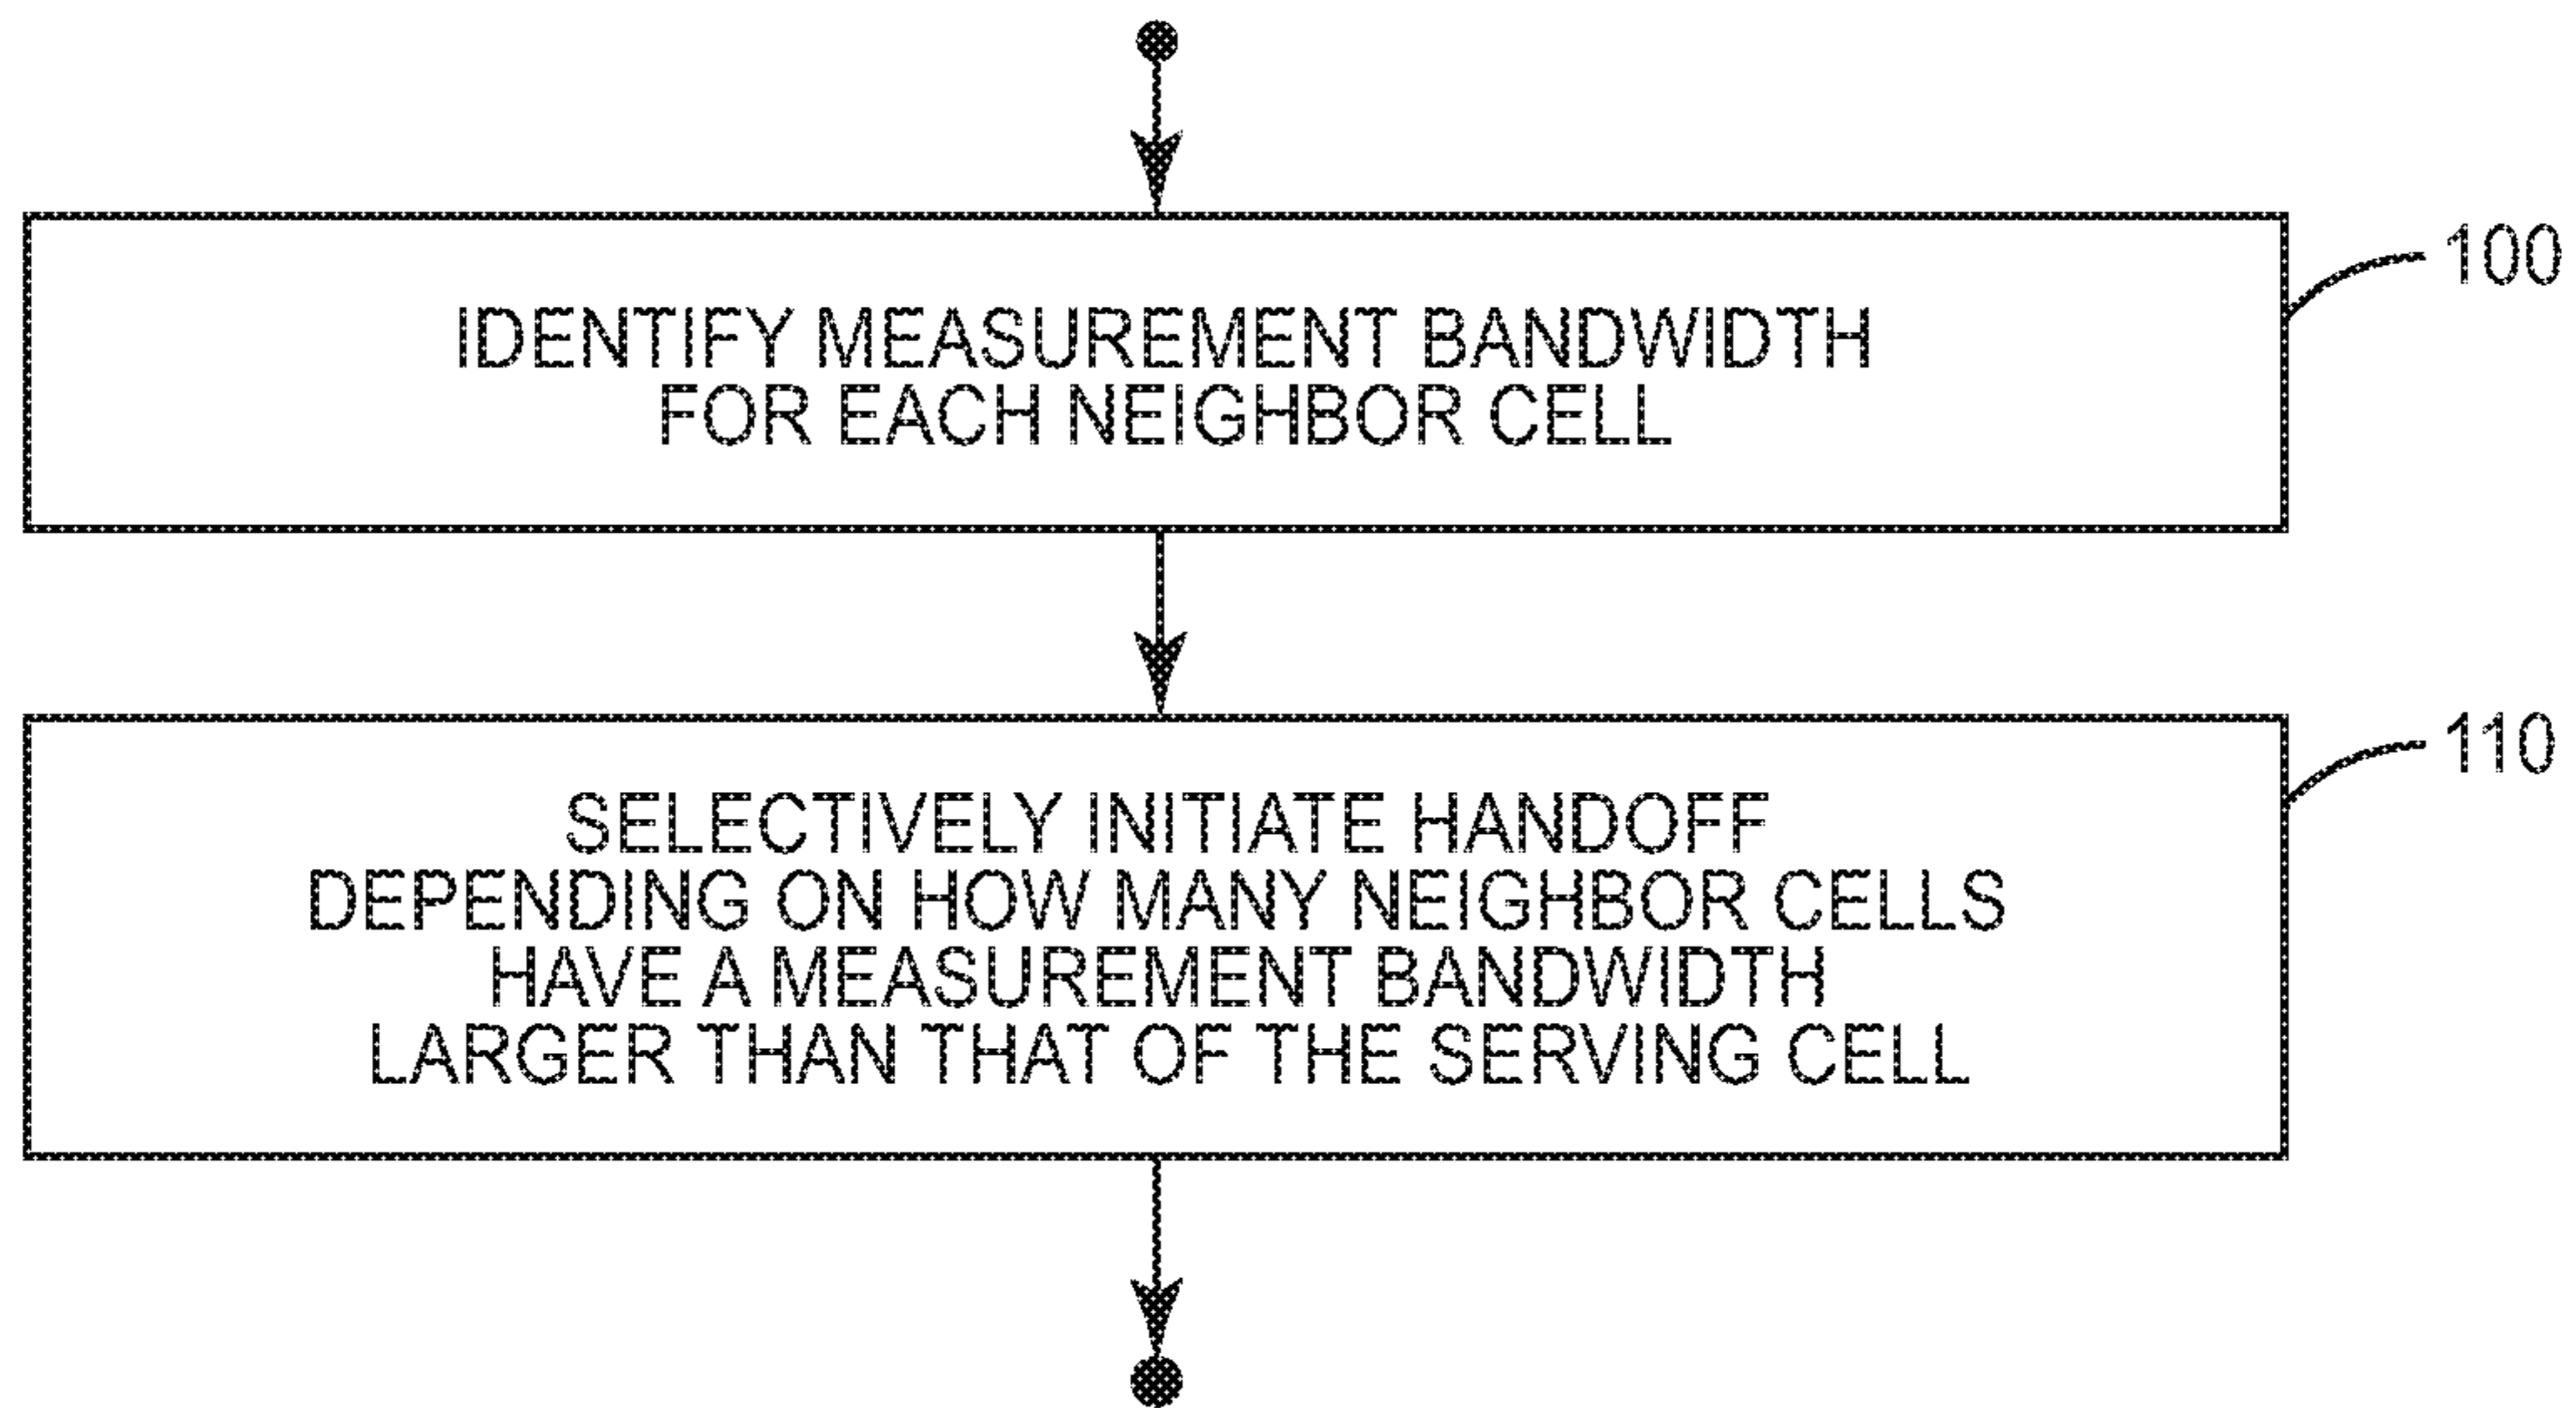 100
IDENTIFY MEASUREMENT BANDWIDTH
FOR EACH NEIGHBOR CELL
110
SELECTIVELY INITIATE HANDOFF
DEPENDING ON HOW MANY NEIGHBOR CELLS
HAVE A MEASUREMENT BANDWIDTH
LARGER THAN THAT OF THE SERVING CELL